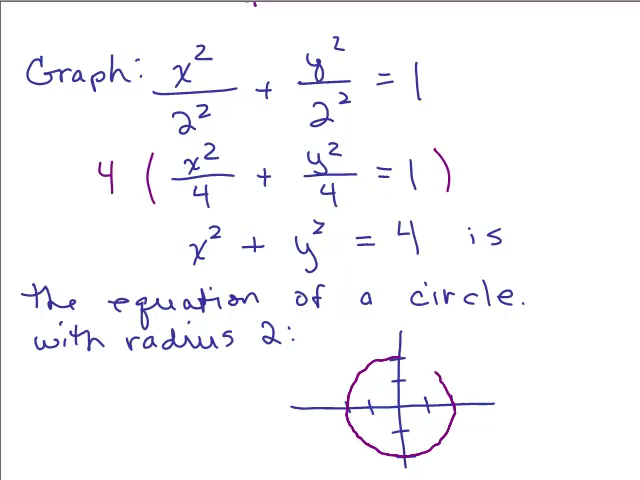 Graph: x²/2² + y²/2² = 1
4 ( x²/4 + y²/4 = 1 )
x² + y² = 4 is
the equation of a circle.
with radius 2: